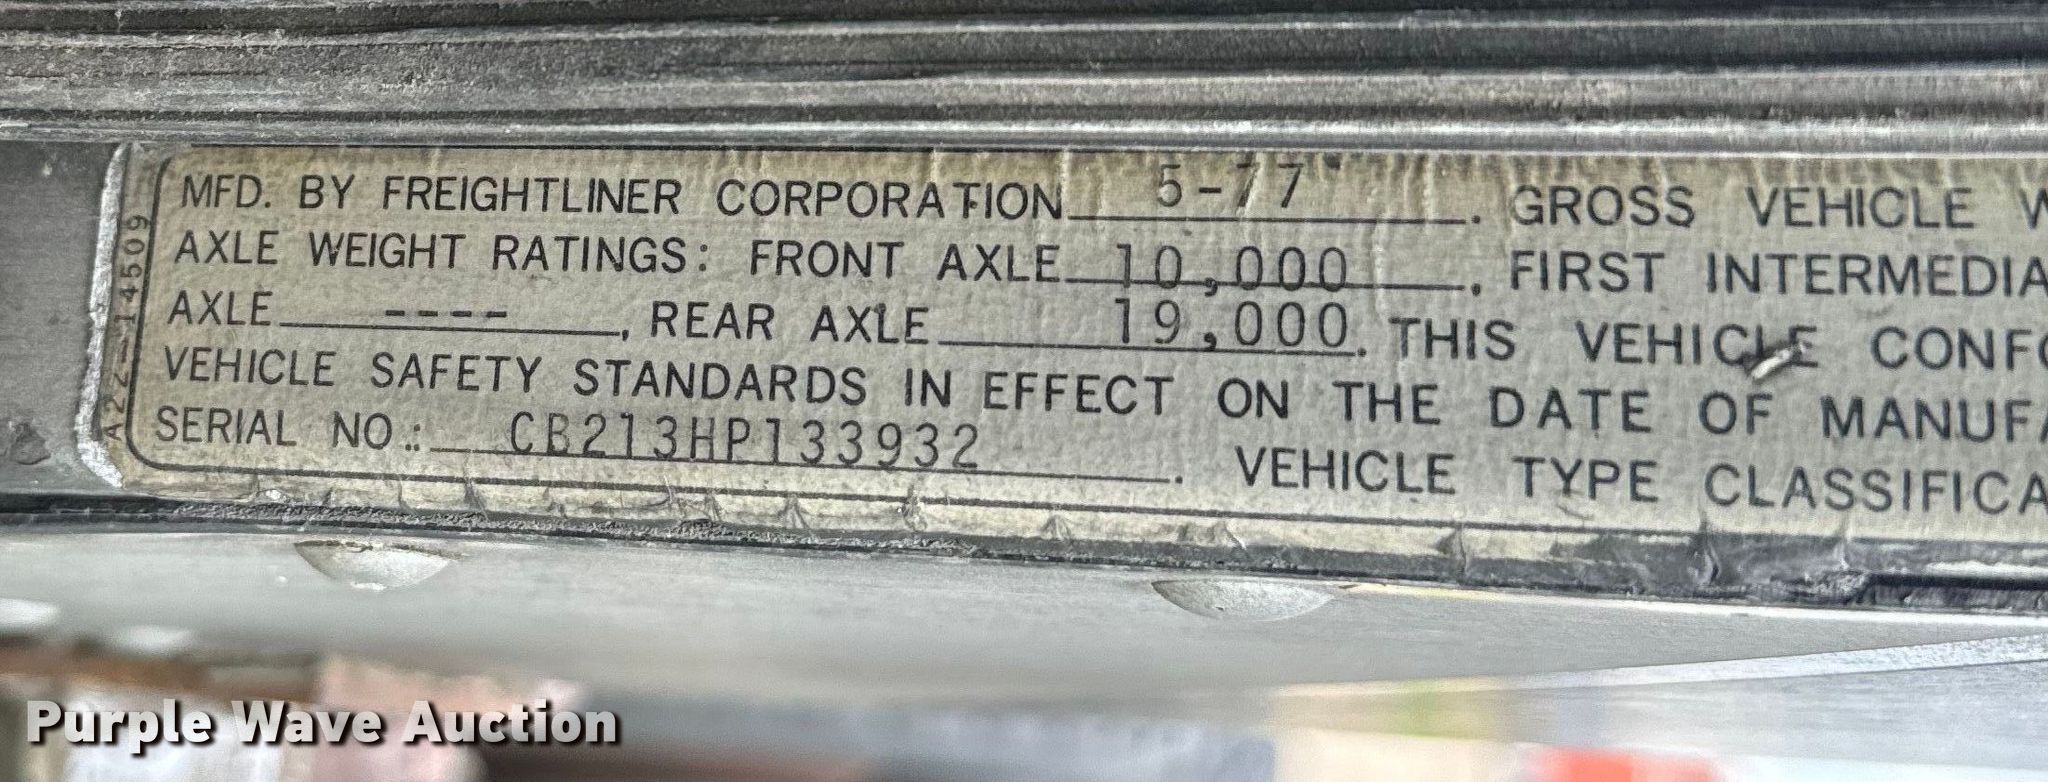 MFD. BY FREIGHTLINER CORPORATION 5-77. GROSS VEHICLE
AXLE WEIGHT RATINGS: FRONT AXLE 10,000, FIRST INTERMEDIA
AXLE ----, REAR AXLE 19,000. THIS VEHICLE CONFO
VEHICLE SAFETY STANDARDS IN EFFECT ON THE DATE OF MANUFA
SERIAL NO.: CB213HP133932. VEHICLE TYPE CLASSIFICA
A22-14509
Purple Wave Auction